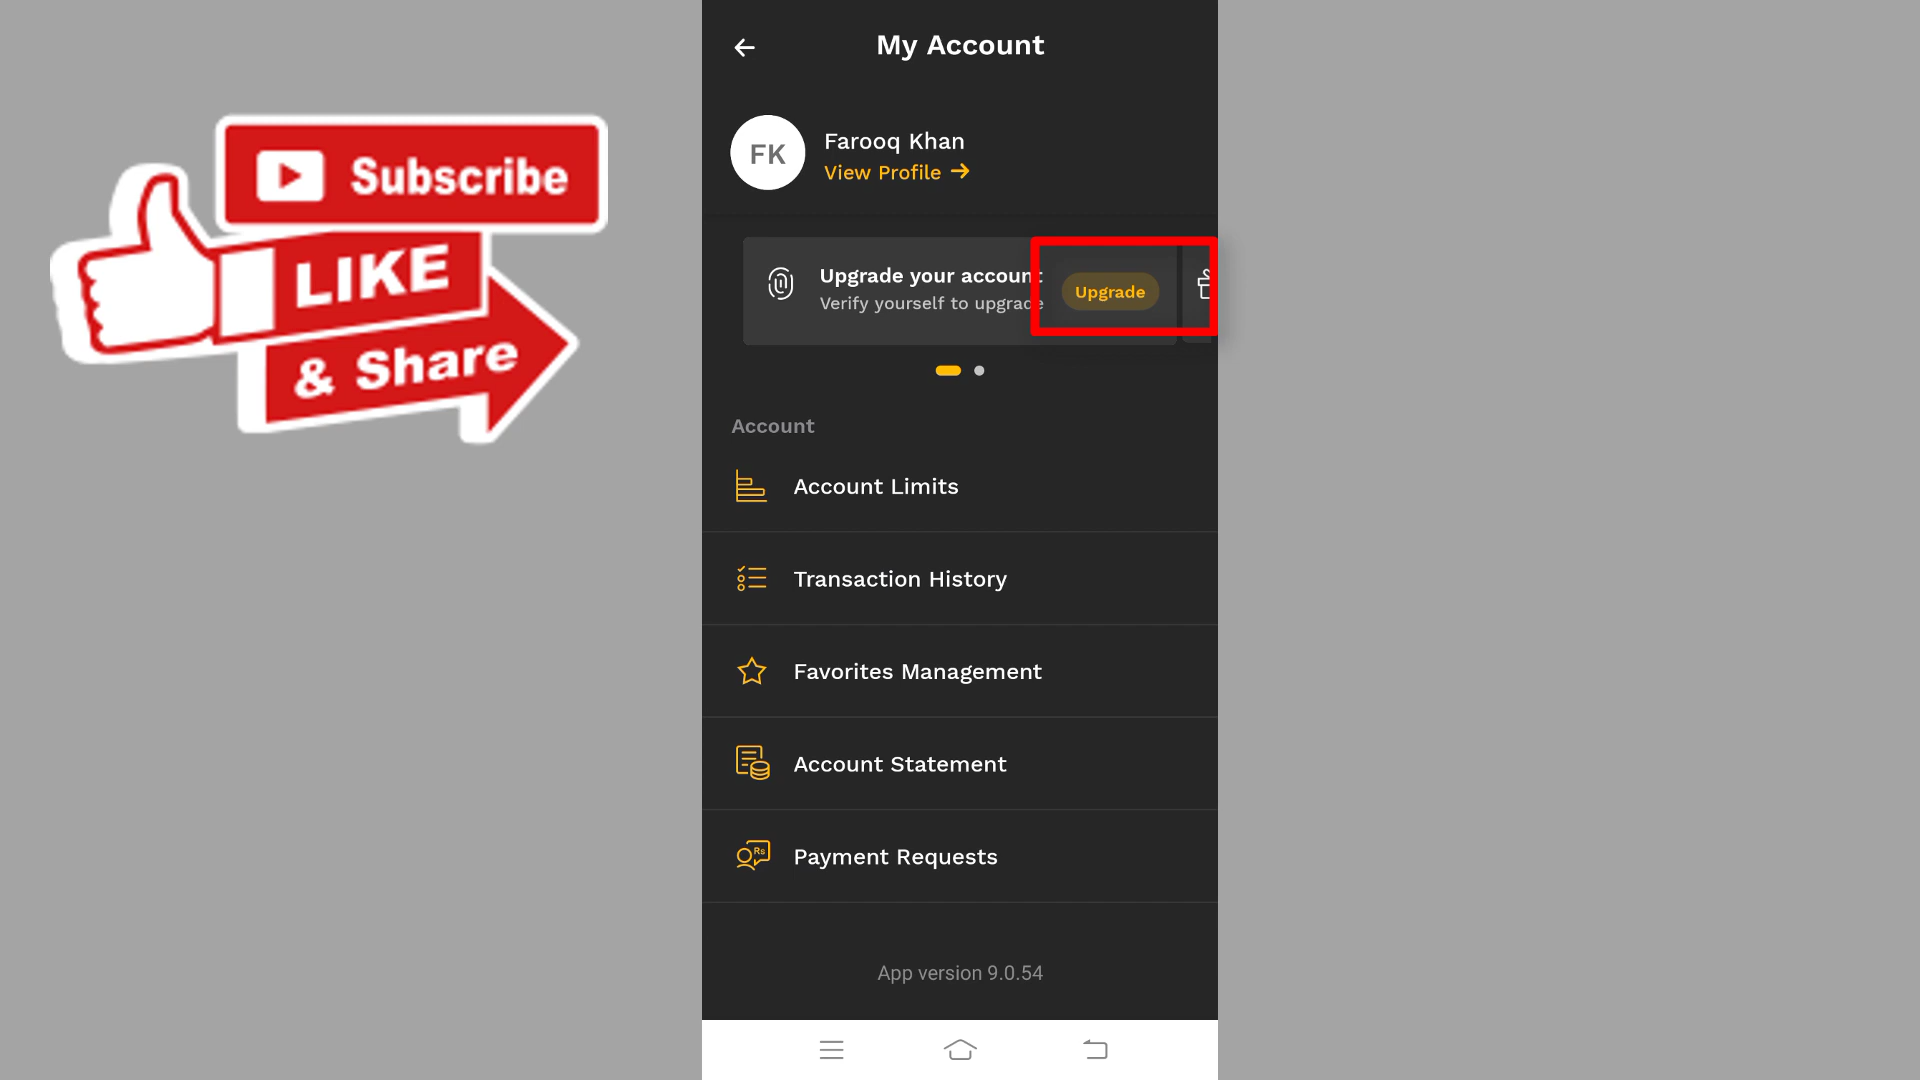 Subscribe
LIKE
& Share
My Account
FK
Farooq Khan
View Profile
Upgrade your account
Verify yourself to upgrade
Upgrade
Account
Account Limits
Transaction History
Favorites Management
Account Statement
Rs
Payment Requests
App version 9.0.54